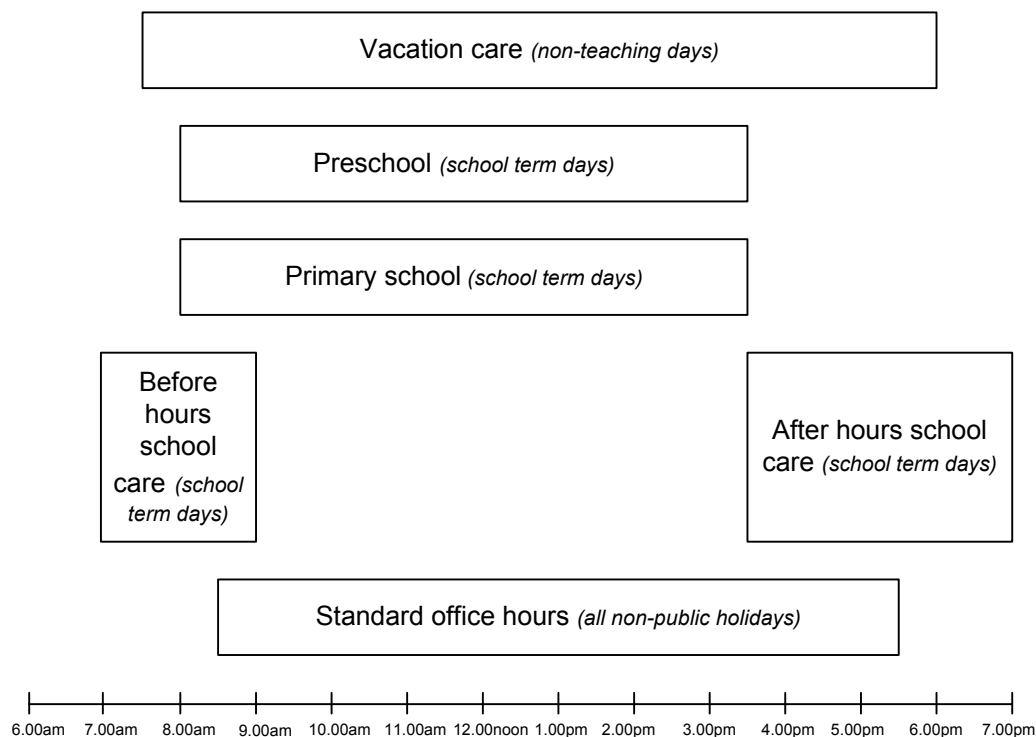 Vacation care (non-teaching days)
Preschool (school term days)
Primary school (school term days)
Before
hours
school
care (school
term days)
After hours school
care (school term days)
Standard office hours (all non-public holidays)
6.00am 7.00am 8.00am 9.00am 10.00am 11.00am 12.00noon 1.00pm 2.00pm 3.00pm 4.00pm 5.00pm 6.00pm 7.00pm